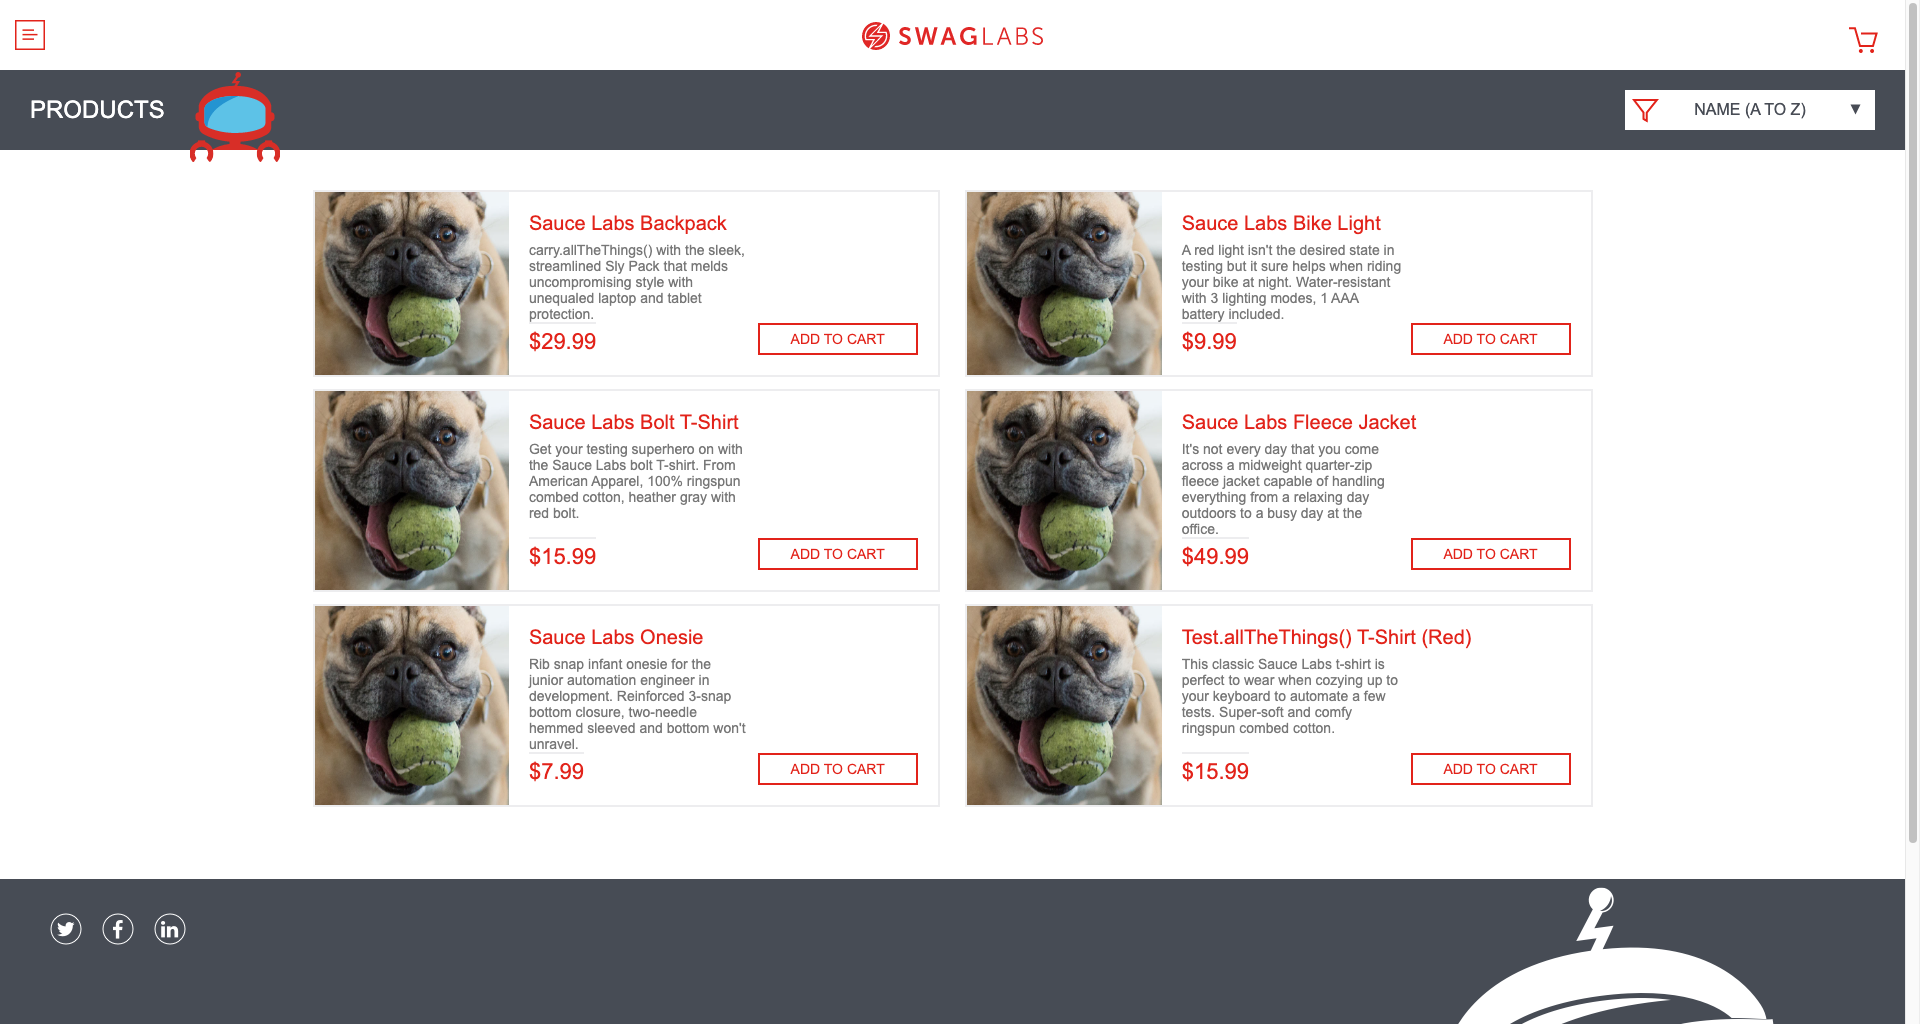 SWAGLABS
PRODUCTS
NAME (A TO Z)
Sauce Labs Backpack
carry.allTheThings() with the sleek,
streamlined Sly Pack that melds
uncompromising style with
unequaled laptop and tablet
protection.
$29.99
ADD TO CART
Sauce Labs Bike Light
A red light isn't the desired state in
testing but it sure helps when riding
your bike at night. Water-resistant
with 3 lighting modes, 1 AAA
battery included.
$9.99
ADD TO CART
Sauce Labs Bolt T-Shirt
Get your testing superhero on with
the Sauce Labs bolt T-shirt. From
American Apparel, 100% ringspun
combed cotton, heather gray with
red bolt.
$15.99
ADD TO CART
Sauce Labs Fleece Jacket
It's not every day that you come
across a midweight quarter-zip
fleece jacket capable of handling
everything from a relaxing day
outdoors to a busy day at the
office.
$49.99
ADD TO CART
Sauce Labs Onesie
Rib snap infant onesie for the
junior automation engineer in
development. Reinforced 3-snap
bottom closure, two-needle
hemmed sleeved and bottom won't
unravel.
$7.99
ADD TO CART
Test.allTheThings() T-Shirt (Red)
This classic Sauce Labs t-shirt is
perfect to wear when cozying up to
your keyboard to automate a few
tests. Super-soft and comfy
ringspun combed cotton.
$15.99
ADD TO CART